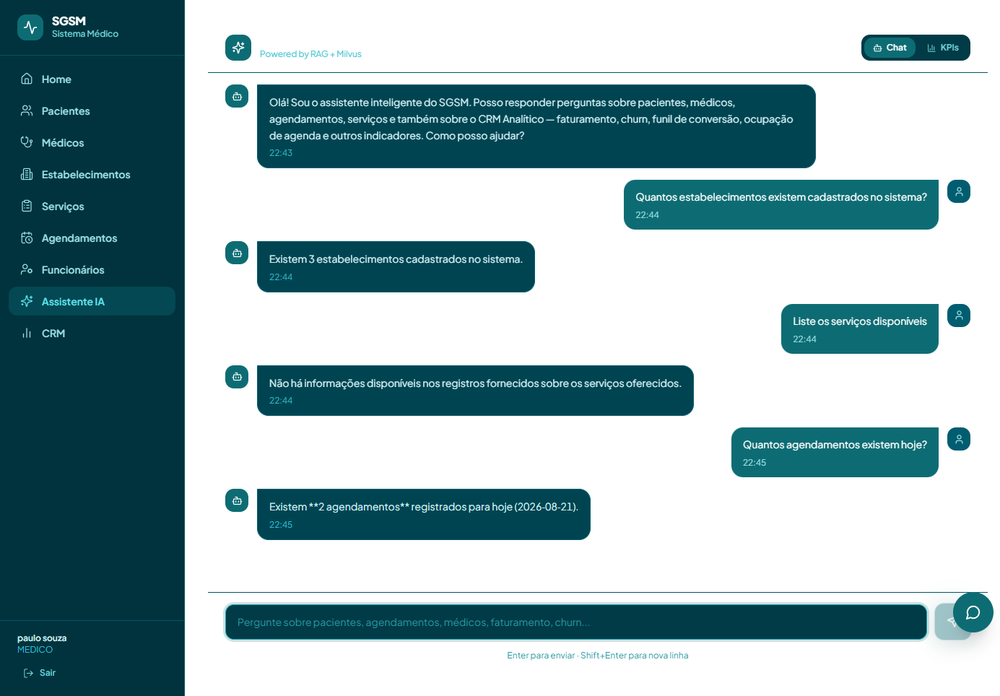 SGSM
Sistema Médico
Home
Pacientes
Médicos
Estabelecimentos
Serviços
Agendamentos
Funcionários
Assistente IA
CRM
paulo souza
MEDICO
Sair
Powered by RAG + Milvus
Chat
KPIs
Olá! Sou o assistente inteligente do SGSM. Posso responder perguntas sobre pacientes, médicos,
agendamentos, serviços e também sobre o CRM Analítico — faturamento, churn, funil de conversão, ocupação
de agenda e outros indicadores. Como posso ajudar?
22:43
Quantos estabelecimentos existem cadastrados no sistema?
22:44
Existem 3 estabelecimentos cadastrados no sistema.
22:44
Liste os serviços disponíveis
22:44
Não há informações disponíveis nos registros fornecidos sobre os serviços oferecidos.
22:44
Quantos agendamentos existem hoje?
22:45
Existem **2 agendamentos** registrados para hoje (2026-08-21).
22:45
Pergunte sobre pacientes, agendamentos, médicos, faturamento, churn...
Enter para enviar · Shift+Enter para nova linha